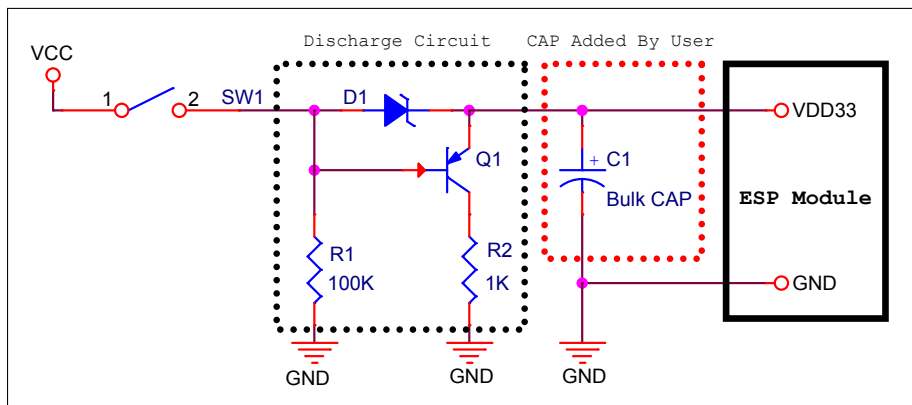 Discharge Circuit
CAP Added By User
VCC
1
2
SW1
D1
VDD33
Q1
+
C1
Bulk CAP
ESP Module
R1
100K
R2
1K
GND
GND
GND
GND